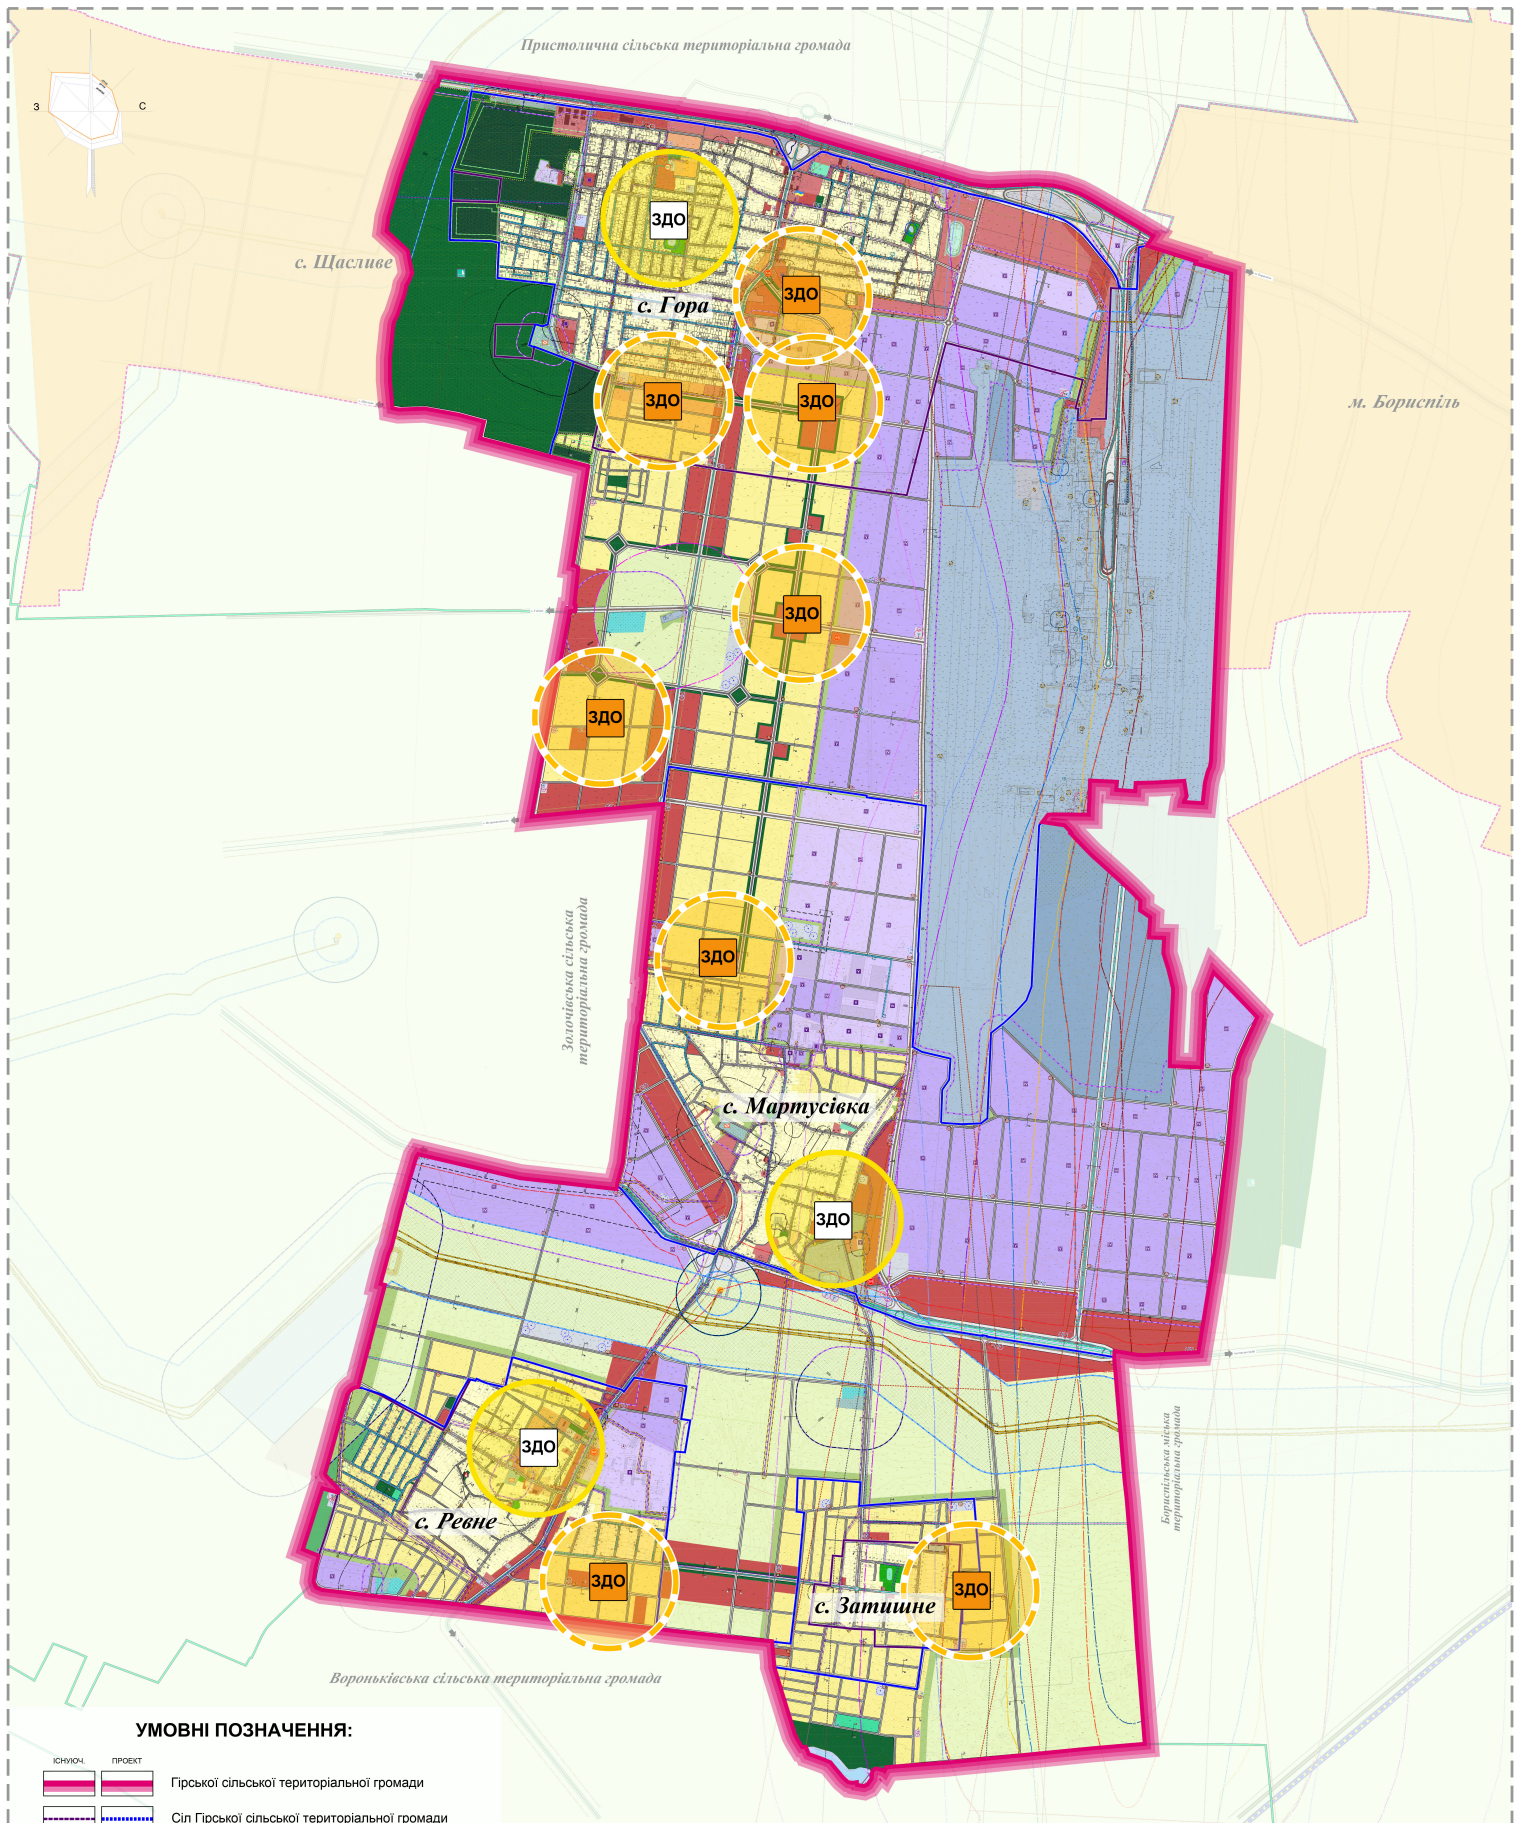 Пристолична сільська територіальна громада
З
С
с. Щасливе
ЗДО
ЗДО
с. Гора
ЗДО
ЗДО
м. Бориспіль
ЗДО
ЗДО
Золочівська сільська
територіальна громада
ЗДО
с. Мартусівка
ЗДО
Бориспільська міська
територіальна громада
ЗДО
с. Ревне
ЗДО
ЗДО
с. Затишне
Вороньківська сільська територіальна громада
УМОВНІ ПОЗНАЧЕННЯ:
ІСНУЮЧ. ПРОЕКТ
Гірської сільської територіальної громади
Сіл Гірської сільської територіальної громади